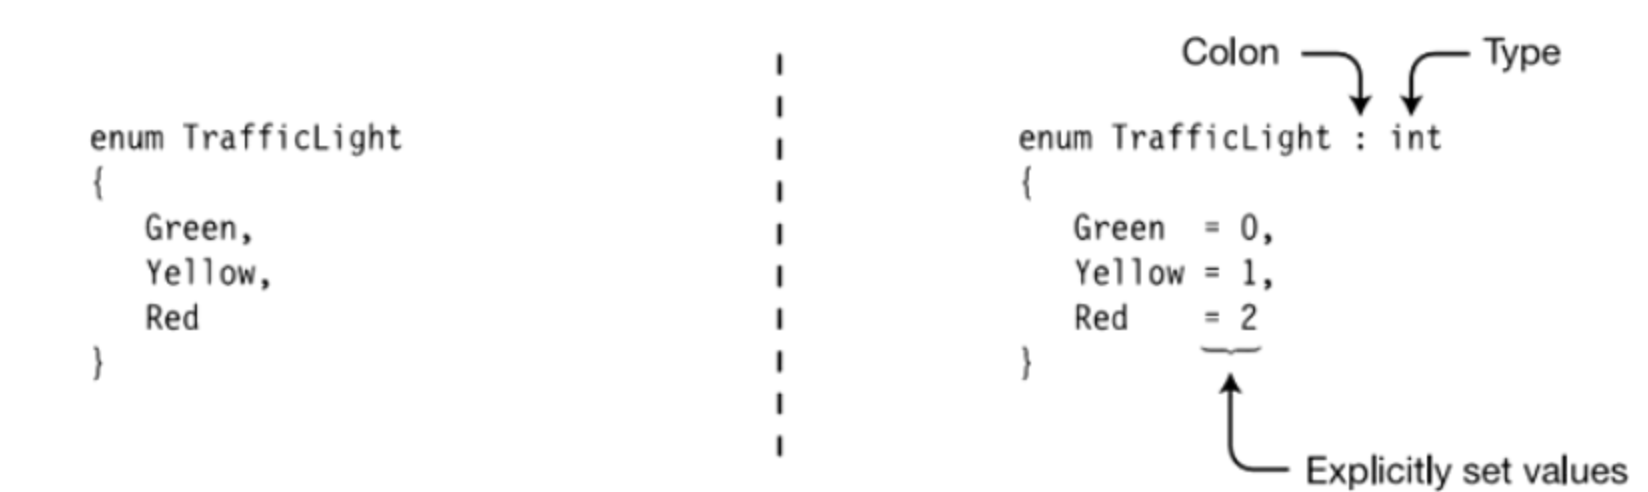 enum TrafficLight
{
Green,
Yellow,
Red
}
Colon
Type
enum TrafficLight : int
{
Green = 0,
Yellow = 1,
Red = 2
}
Explicitly set values